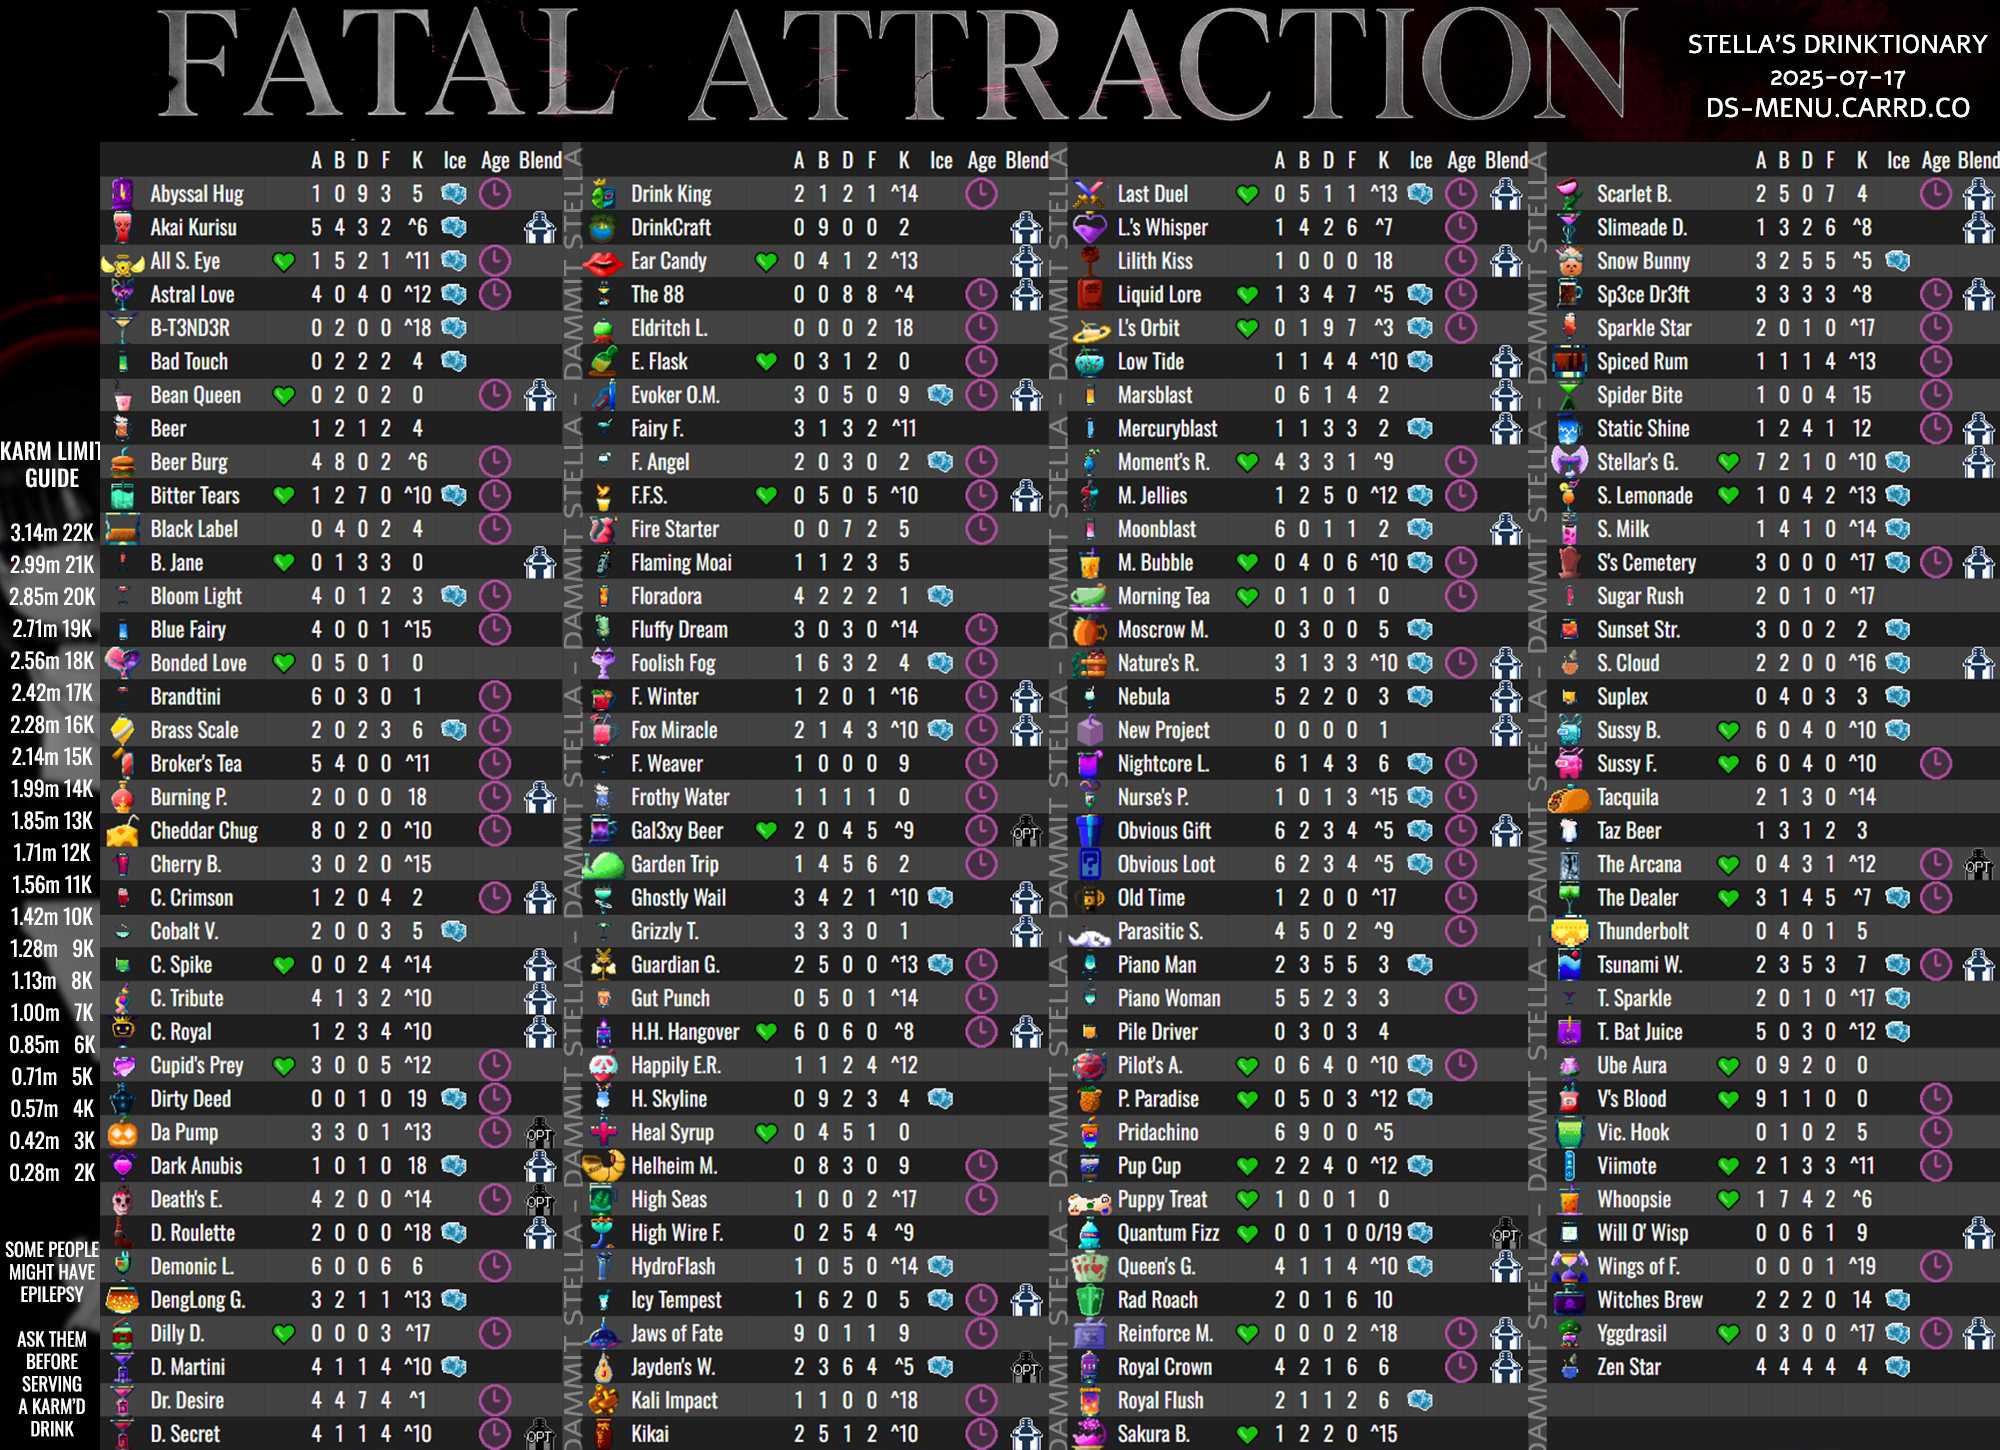 FATAL ATTRACTION
STELLA'S DRINKTIONARY
2025-07-17
DS-MENU.CARRD.CO
KARM LIMIT
GUIDE
3.14m 22K
2.99m 21K
2.85m 20K
2.71m 19K
2.56m 18K
2.42m 17K
2.28m 16K
2.14m 15K
1.99m 14K
1.85m 13K
1.71m 12K
1.56m 11K
1.42m 10K
1.28m 9K
1.13m 8K
1.00m 7K
0.85m 6K
0.71m 5K
0.57m 4K
0.42m 3K
0.28m 2K
SOME PEOPLE
MIGHT HAVE
EPILEPSY
ASK THEM
BEFORE
SERVING
A KARM'D
DRINK
A B D F K Ice Age Blend
Abyssal Hug 1 0 9 3 5
Akai Kurisu 5 4 3 2 ^6
All S. Eye 1 5 2 1 ^11
Astral Love 4 0 4 0 ^12
B-T3ND3R 0 2 0 0 ^18
Bad Touch 0 2 2 2 4
Bean Queen 0 2 0 2 0
Beer 1 2 1 2 4
Beer Burg 4 8 0 2 ^6
Bitter Tears 1 2 7 0 ^10
Black Label 0 4 0 2 4
B. Jane 0 1 3 3 0
Bloom Light 4 0 1 2 3
Blue Fairy 4 0 0 1 ^15
Bonded Love 0 5 0 1 0
Brandtini 6 0 3 0 1
Brass Scale 2 0 2 3 6
Broker's Tea 5 4 0 0 ^11
Burning P. 2 0 0 0 18
Cheddar Chug 8 0 2 0 ^10
Cherry B. 3 0 2 0 ^15
C. Crimson 1 2 0 4 2
Cobalt V. 2 0 0 3 5
C. Spike 0 0 2 4 ^14
C. Tribute 4 1 3 2 ^10
C. Royal 1 2 3 4 ^10
Cupid's Prey 3 0 0 5 ^12
Dirty Deed 0 0 1 0 19
Da Pump 3 3 0 1 ^13 OPT
Dark Anubis 1 0 1 0 18
Death's E. 4 2 0 0 ^14 OPT
D. Roulette 2 0 0 0 ^18
Demonic L. 6 0 0 6 6
DengLong G. 3 2 1 1 ^13
Dilly D. 0 0 0 3 ^17
D. Martini 4 1 1 4 ^10
Dr. Desire 4 4 7 4 ^1
D. Secret 4 1 1 4 ^10 OPT
DAMMIT STELLA - DAMMIT STELLA - DAMMIT STELLA - DAMMIT STELLA
A B D F K Ice Age Blend
Drink King 2 1 2 1 ^14
DrinkCraft 0 9 0 0 2
Ear Candy 0 4 1 2 ^13
The 88 0 0 8 8 ^4
Eldritch L. 0 0 0 2 18
E. Flask 0 3 1 2 0
Evoker O.M. 3 0 5 0 9
Fairy F. 3 1 3 2 ^11
F. Angel 2 0 3 0 2
F.F.S. 0 5 0 5 ^10
Fire Starter 0 0 7 2 5
Flaming Moai 1 1 2 3 5
Floradora 4 2 2 2 1
Fluffy Dream 3 0 3 0 ^14
Foolish Fog 1 6 3 2 4
F. Winter 1 2 0 1 ^16
Fox Miracle 2 1 4 3 ^10
F. Weaver 1 0 0 0 9
Frothy Water 1 1 1 1 0
Gal3xy Beer 2 0 4 5 ^9 OPT
Garden Trip 1 4 5 6 2
Ghostly Wail 3 4 2 1 ^10
Grizzly T. 3 3 3 0 1
Guardian G. 2 5 0 0 ^13
Gut Punch 0 5 0 1 ^14
H.H. Hangover 6 0 6 0 ^8
Happily E.R. 1 1 2 4 ^12
H. Skyline 0 9 2 3 4
Heal Syrup 0 4 5 1 0
Helheim M. 0 8 3 0 9
High Seas 1 0 0 2 ^17
High Wire F. 0 2 5 4 ^9
HydroFlash 1 0 5 0 ^14
Icy Tempest 1 6 2 0 5
Jaws of Fate 9 0 1 1 9
Jayden's W. 2 3 6 4 ^5 OPT
Kali Impact 1 1 0 0 ^18
Kikai 2 5 1 2 ^10
DAMMIT STELLA - DAMMIT STELLA - DAMMIT STELLA - DAMMIT STELLA
A B D F K Ice Age Blend
Last Duel 0 5 1 1 ^13
L.'s Whisper 1 4 2 6 ^7
Lilith Kiss 1 0 0 0 18
Liquid Lore 1 3 4 7 ^5
L's Orbit 0 1 9 7 ^3
Low Tide 1 1 4 4 ^10
Marsblast 0 6 1 4 2
Mercuryblast 1 1 3 3 2
Moment's R. 4 3 3 1 ^9
M. Jellies 1 2 5 0 ^12
Moonblast 6 0 1 1 2
M. Bubble 0 4 0 6 ^10
Morning Tea 0 1 0 1 0
Moscrow M. 0 3 0 0 5
Nature's R. 3 1 3 3 ^10
Nebula 5 2 2 0 3
New Project 0 0 0 0 1
Nightcore L. 6 1 4 3 6
Nurse's P. 1 0 1 3 ^15
Obvious Gift 6 2 3 4 ^5
Obvious Loot 6 2 3 4 ^5
Old Time 1 2 0 0 ^17
Parasitic S. 4 5 0 2 ^9
Piano Man 2 3 5 5 3
Piano Woman 5 5 2 3 3
Pile Driver 0 3 0 3 4
Pilot's A. 0 6 4 0 ^10
P. Paradise 0 5 0 3 ^12
Pridachino 6 9 0 0 ^5
Pup Cup 2 2 4 0 ^12
Puppy Treat 1 0 0 1 0
Quantum Fizz 0 0 1 0 0/19 OPT
Queen's G. 4 1 1 4 ^10
Rad Roach 2 0 1 6 10
Reinforce M. 0 0 0 2 ^18
Royal Crown 4 2 1 6 6
Royal Flush 2 1 1 2 6
Sakura B. 1 2 2 0 ^15
DAMMIT STELLA - DAMMIT STELLA - DAMMIT STELLA - DAMMIT STELLA
A B D F K Ice Age Blend
Scarlet B. 2 5 0 7 4
Slimeade D. 1 3 2 6 ^8
Snow Bunny 3 2 5 5 ^5
Sp3ce Dr3ft 3 3 3 3 ^8
Sparkle Star 2 0 1 0 ^17
Spiced Rum 1 1 1 4 ^13
Spider Bite 1 0 0 4 15
Static Shine 1 2 4 1 12
Stellar's G. 7 2 1 0 ^10
S. Lemonade 1 0 4 2 ^13
S. Milk 1 4 1 0 ^14
S's Cemetery 3 0 0 0 ^17
Sugar Rush 2 0 1 0 ^17
Sunset Str. 3 0 0 2 2
S. Cloud 2 2 0 0 ^16
Suplex 0 4 0 3 3
Sussy B. 6 0 4 0 ^10
Sussy F. 6 0 4 0 ^10
Tacquila 2 1 3 0 ^14
Taz Beer 1 3 1 2 3
The Arcana 0 4 3 1 ^12 OPT
The Dealer 3 1 4 5 ^7
Thunderbolt 0 4 0 1 5
Tsunami W. 2 3 5 3 7
T. Sparkle 2 0 1 0 ^17
T. Bat Juice 5 0 3 0 ^12
Ube Aura 0 9 2 0 0
V's Blood 9 1 1 0 0
Vic. Hook 0 1 0 2 5
Viimote 2 1 3 3 ^11
Whoopsie 1 7 4 2 ^6
Will O' Wisp 0 0 6 1 9
Wings of F. 0 0 0 1 ^19
Witches Brew 2 2 2 0 14
Yggdrasil 0 3 0 0 ^17
Zen Star 4 4 4 4 4